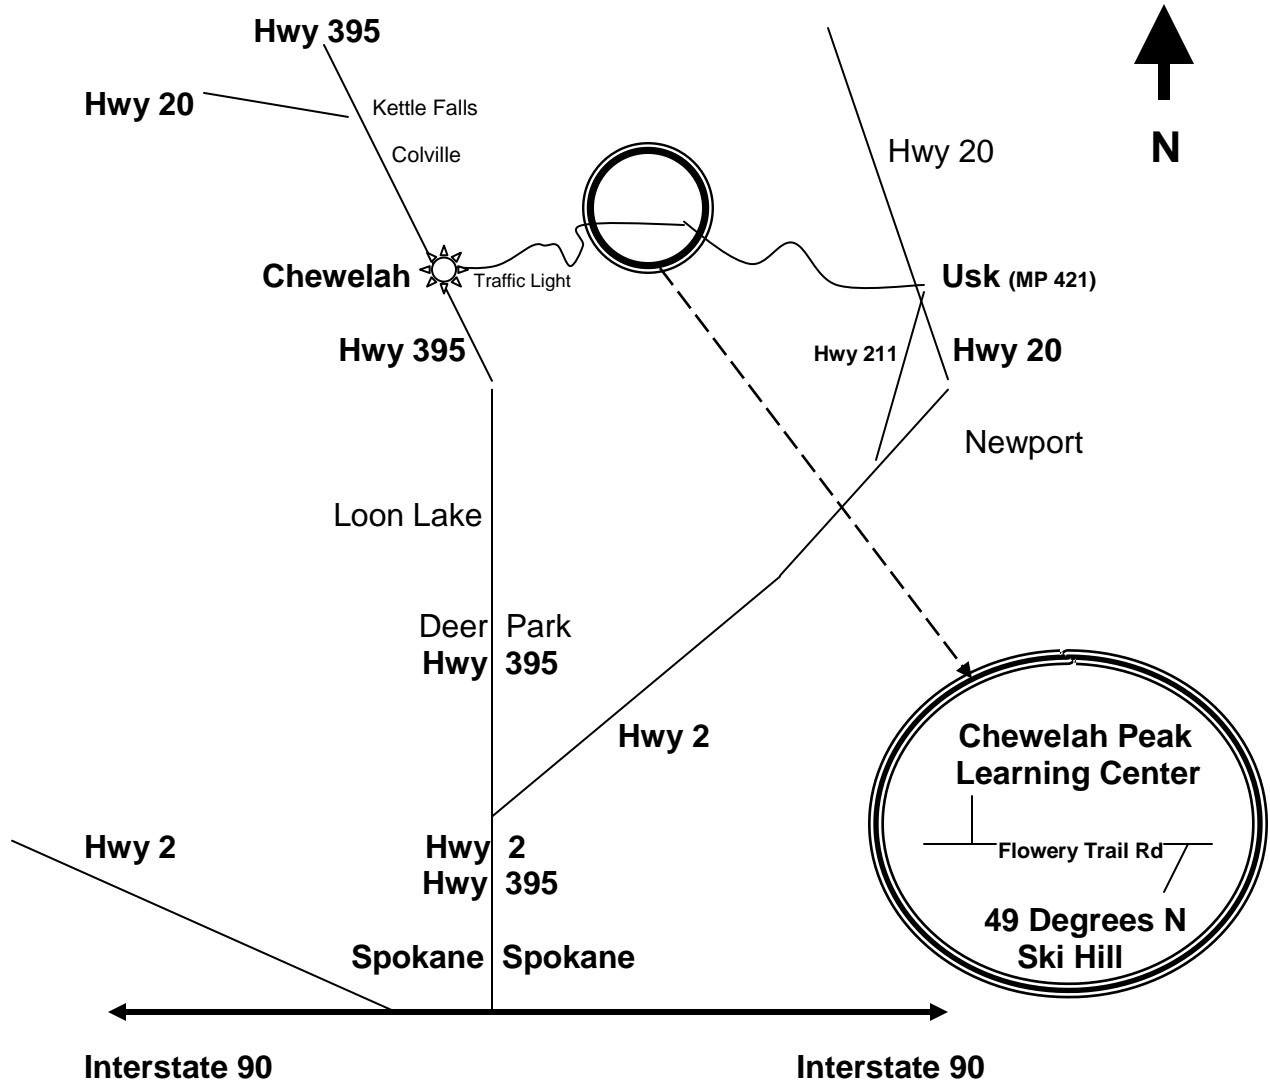 Hwy 395
Hwy 20
Kettle Falls
Colville
Hwy 20
N
Chewelah
Traffic Light
Usk (MP 421)
Hwy 395
Hwy 211
Hwy 20
Newport
Loon Lake
Deer Park
Hwy 395
Hwy 2
Chewelah Peak
Learning Center
Flowery Trail Rd
49 Degrees N
Ski Hill
Hwy 2
Hwy 2
Hwy 395
Spokane Spokane
Interstate 90
Interstate 90